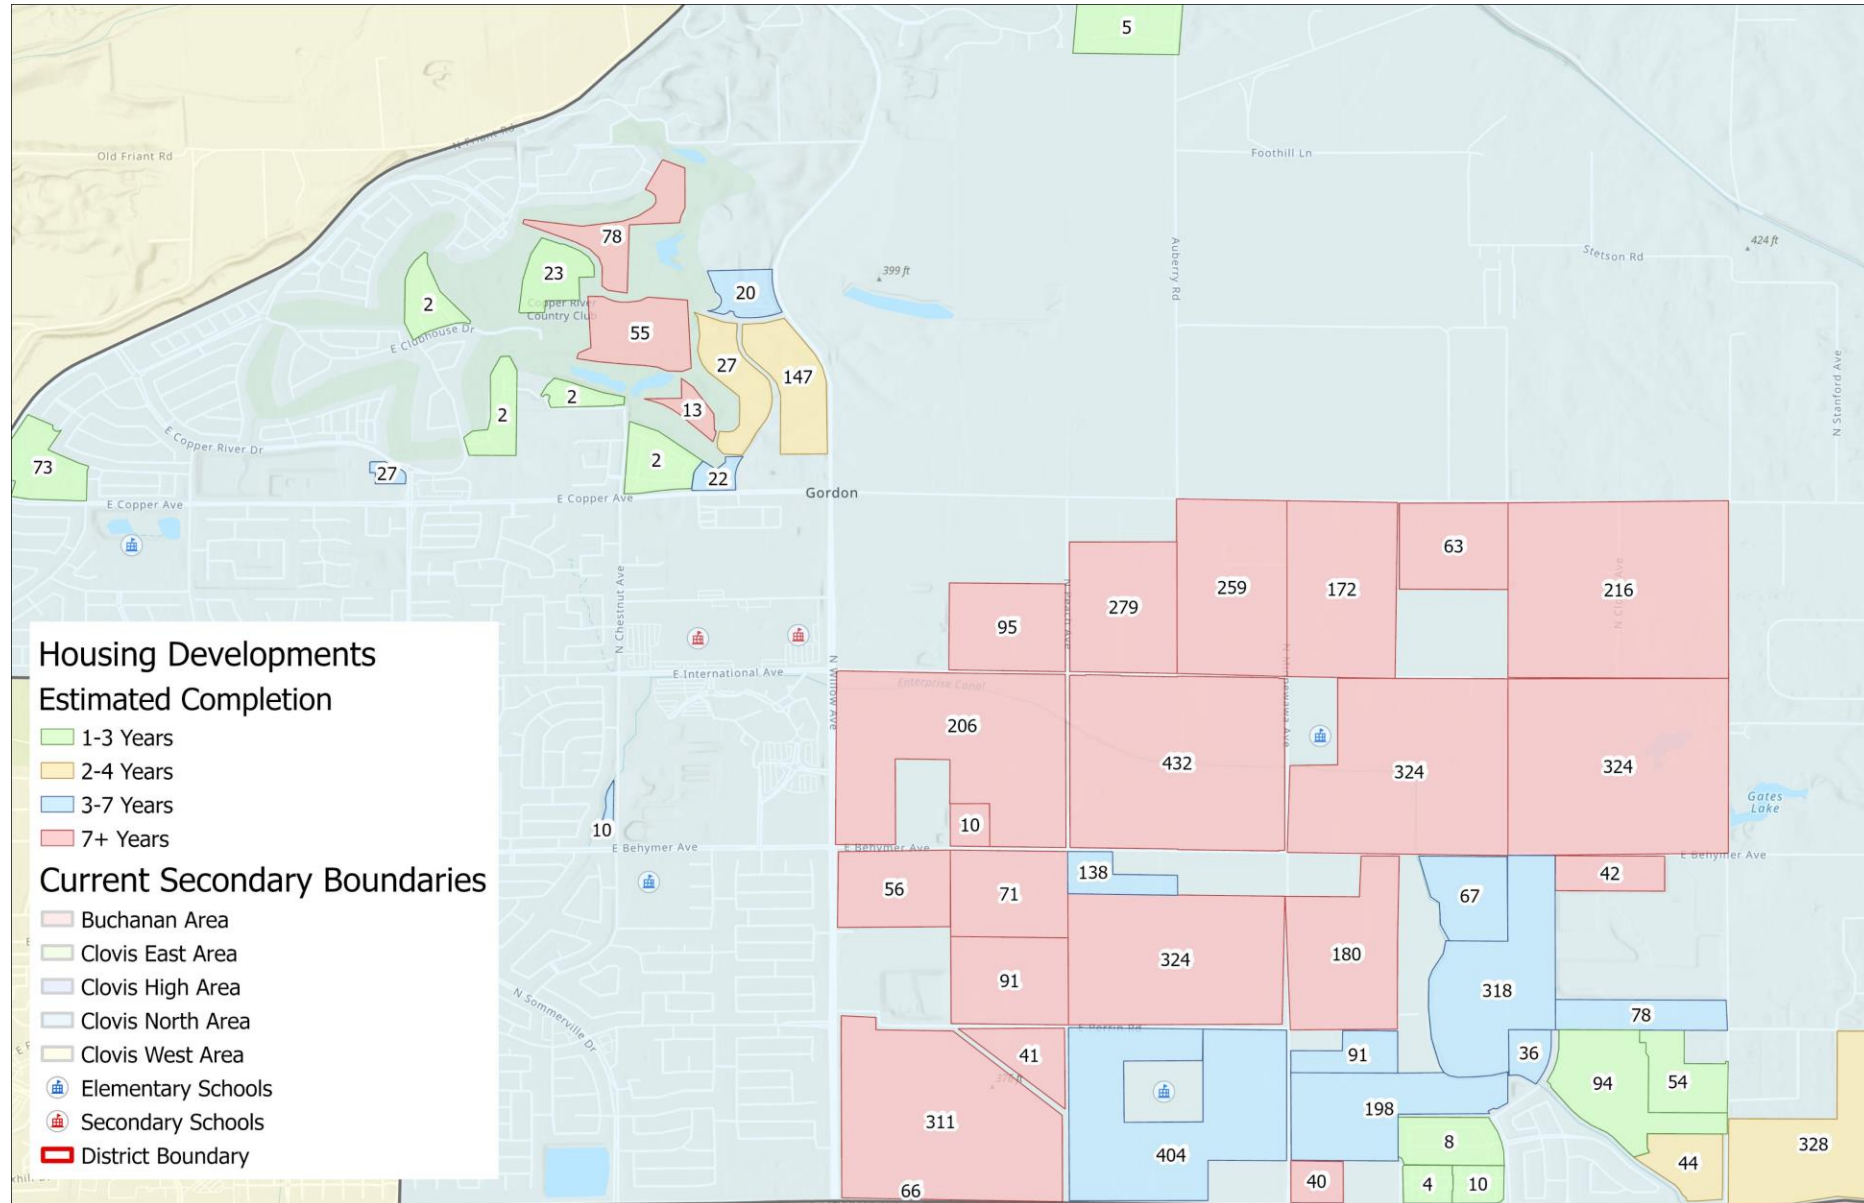 5
Old Friant Rd
N Friant Rd
Foothill Ln
Auberry Rd
424 ft
Stetson Rd
399 ft
78
23
2
Copper River
Country Club
20
E Clubhouse Dr
55
27
147
N Stanford Ave
2
2
13
E Copper River Dr
2
73
27
22
E Copper Ave
E Copper Ave
Gordon
N Chestnut Ave
63
279
259
172
216
95
E International Ave
N Willow Ave
Enterprise Canal
N Minnewawa Ave
206
432
324
324
Gates
Lake
10
10
E Behymer Ave
E Behymer Ave
E Behymer Ave
56
71
138
67
42
91
324
180
318
N Sommerville Dr
78
E Perrin Rd
41
91
36
94
54
311
404
198
8
44
328
66
40
4
10
Housing Developments
Estimated Completion
1-3 Years
2-4 Years
3-7 Years
7+ Years
Current Secondary Boundaries
Buchanan Area
Clovis East Area
Clovis High Area
Clovis North Area
Clovis West Area
Elementary Schools
Secondary Schools
District Boundary